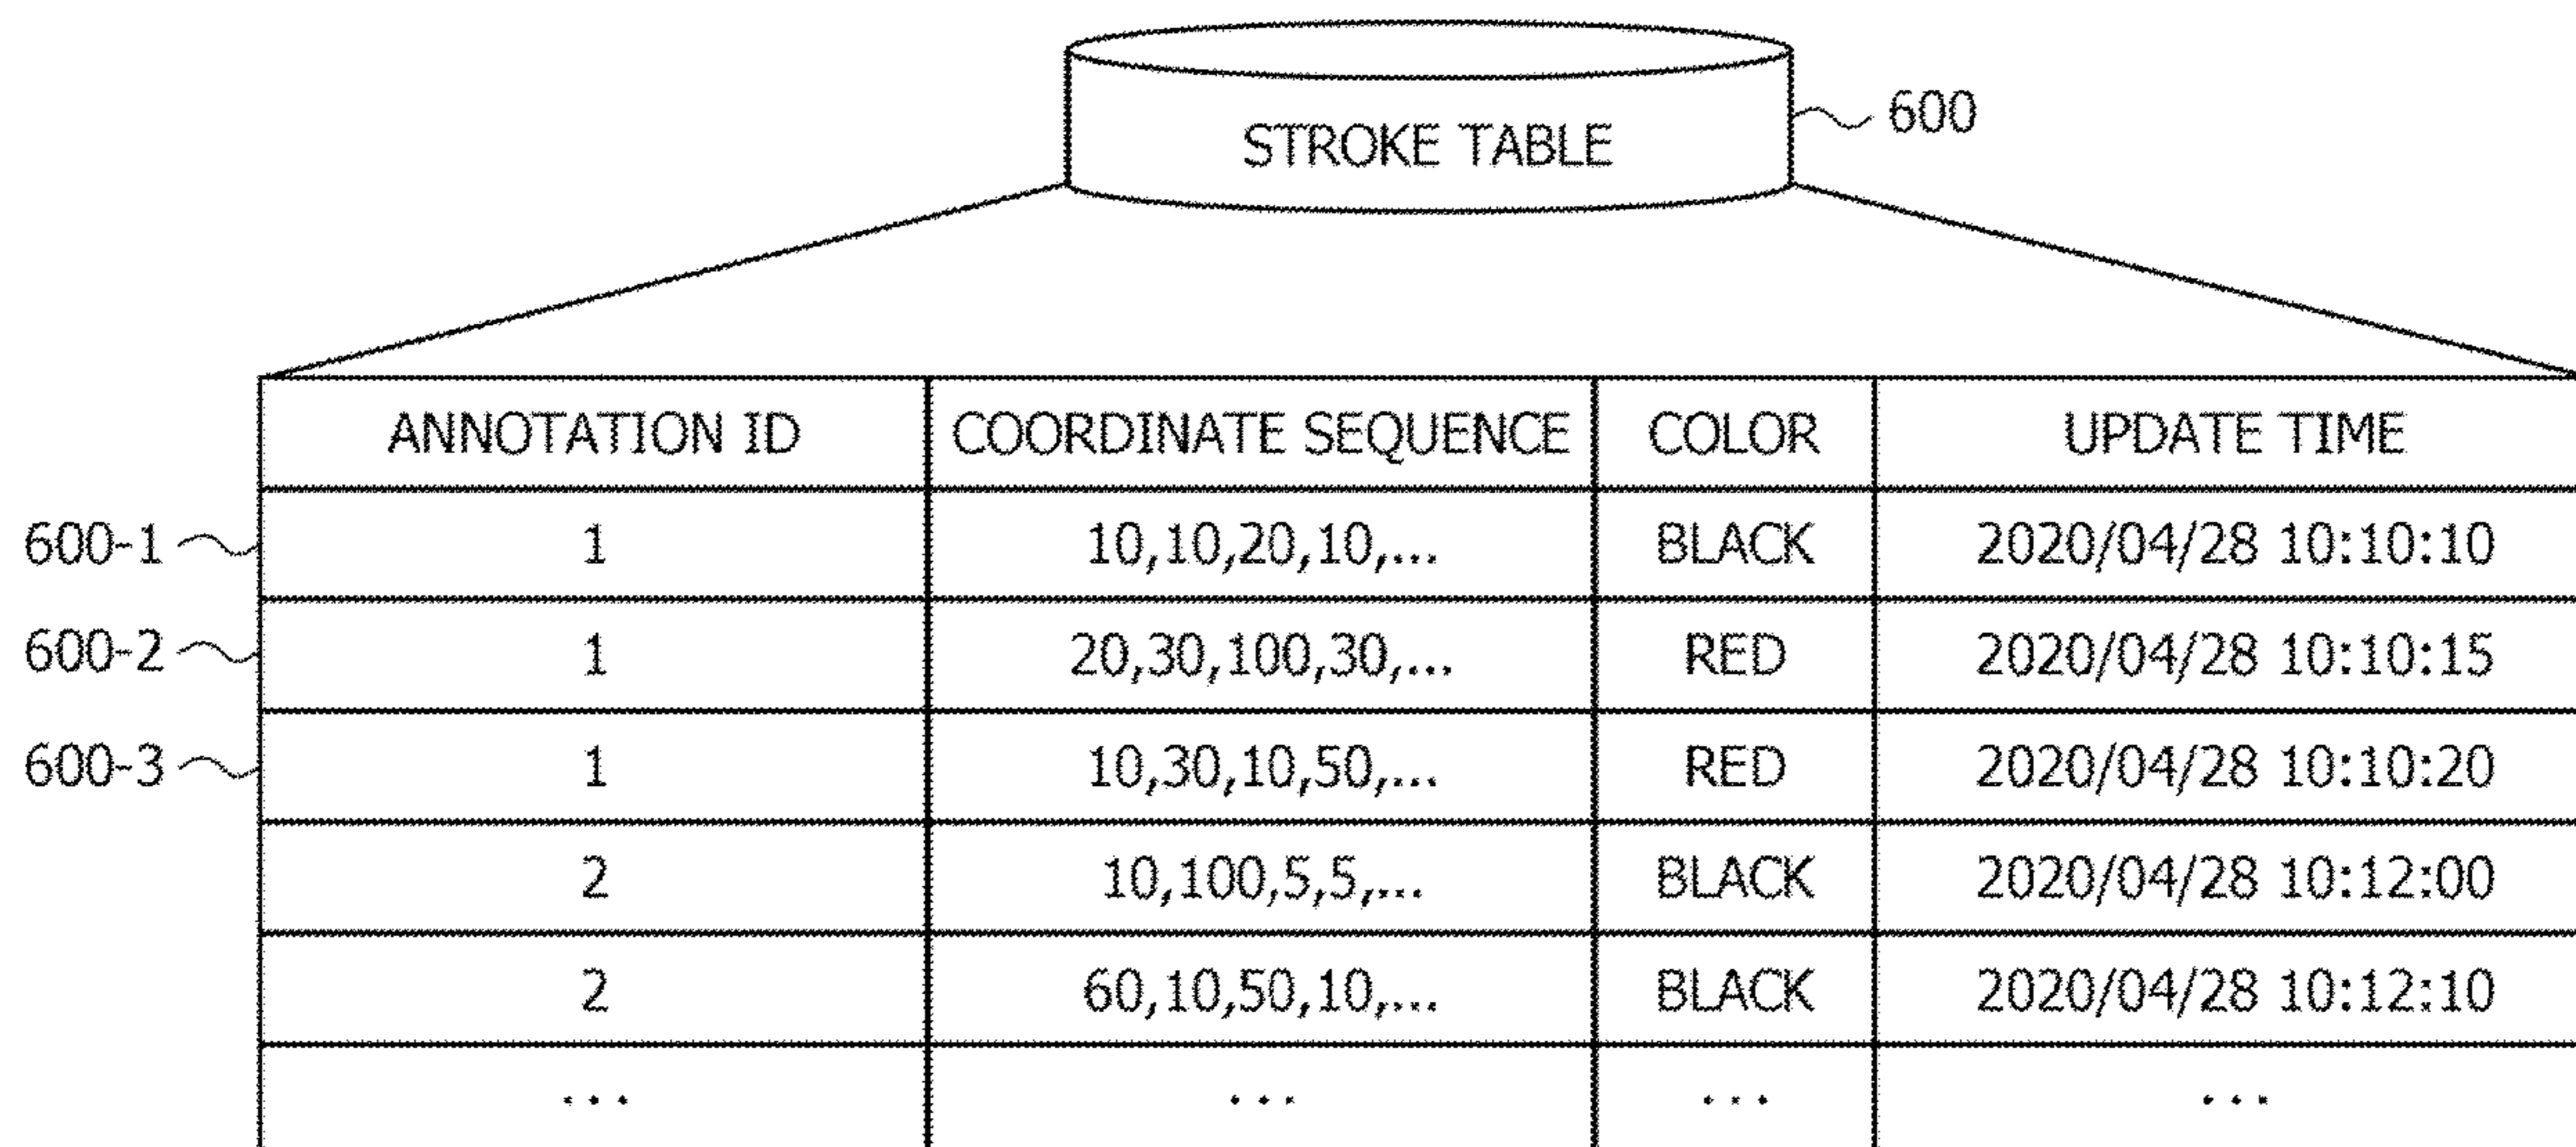 STROKE TABLE
600
ANNOTATION ID COORDINATE SEQUENCE COLOR UPDATE TIME
600-1 1 10,10,20,10,... BLACK 2020/04/28 10:10:10
600-2 1 20,30,100,30,... RED 2020/04/28 10:10:15
600-3 1 10,30,10,50,... RED 2020/04/28 10:10:20
2 10,100,5,5,... BLACK 2020/04/28 10:12:00
2 60,10,50,10,... BLACK 2020/04/28 10:12:10
... ... ... ...